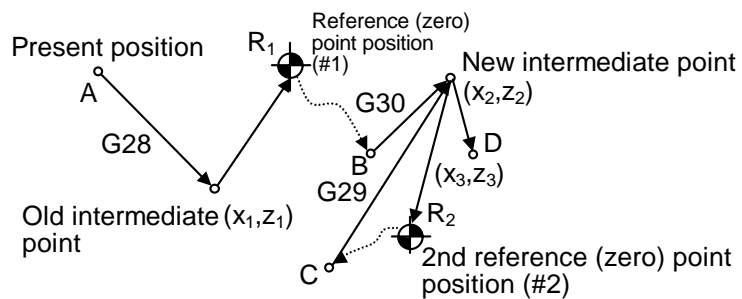 Present position
A
G28
Old intermediate (x₁,z₁)
point
R₁
Reference (zero)
point position
(#1)
G30
B
New intermediate point
(x₂,z₂)
D
(x₃,z₃)
G29
C
R₂
2nd reference (zero) point
position (#2)